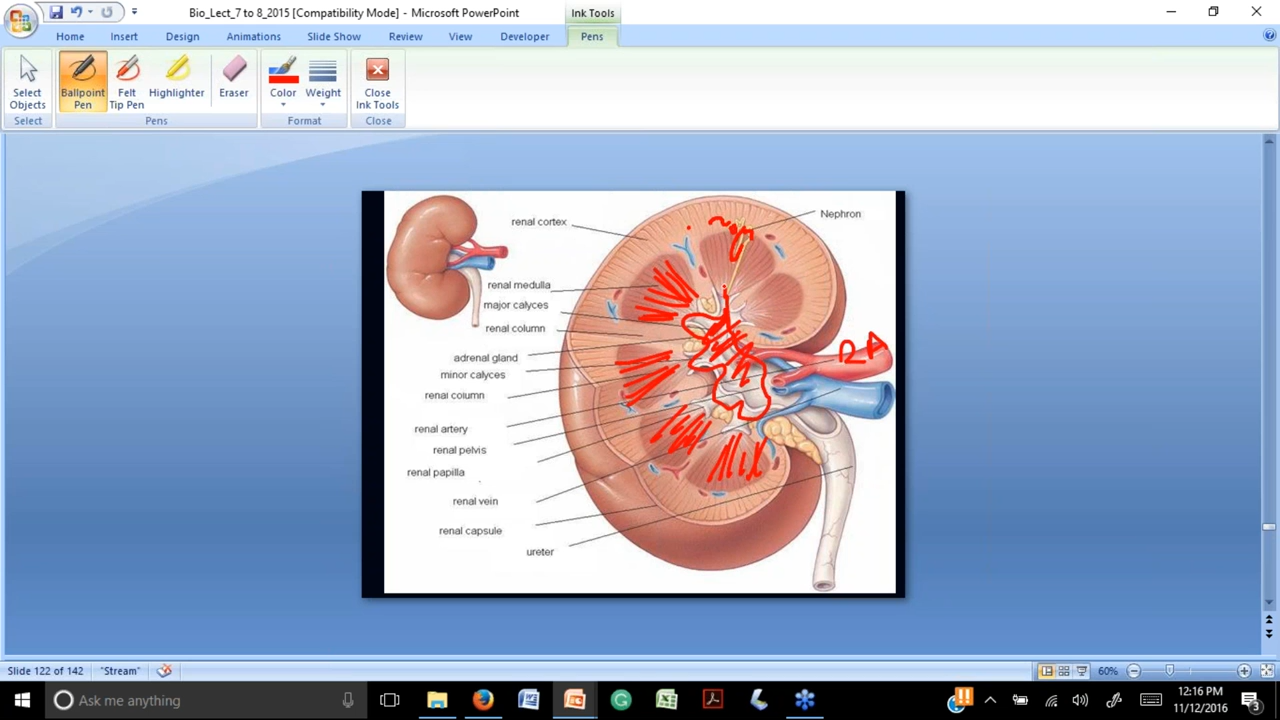 Bio_Lect_7 to 8_2015 [Compatibility Mode] - Microsoft PowerPoint
Ink Tools
Home Insert Design Animations Slide Show Review View Developer Pens
Select Objects
Ballpoint Pen
Felt Tip Pen
Highlighter
Eraser
Color
Weight
Close Ink Tools
Select Pens Format Close
renal cortex
Nephron
renal medulla
major calyces
renal column
adrenal gland
minor calyces
renal column
renal artery
renal pelvis
renal papilla
renal vein
renal capsule
ureter
RA
Slide 122 of 142 "Stream" 60%
Ask me anything
12:16 PM
11/12/2016
3